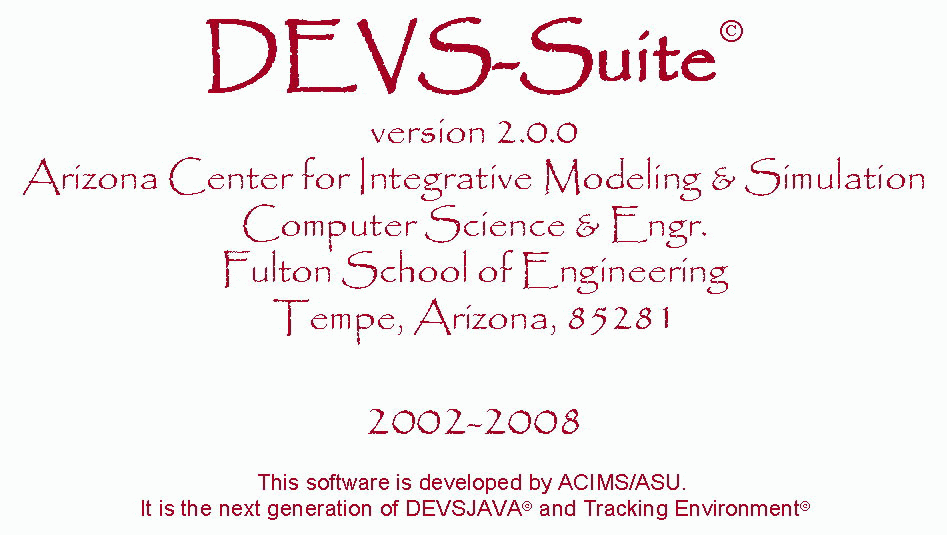 DEVS-Suite©
version 2.0.0
Arizona Center for Integrative Modeling & Simulation
Computer Science & Engr.
Fulton School of Engineering
Tempe, Arizona, 85281
2002-2008
This software is developed by ACIMS/ASU.
It is the next generation of DEVSJAVA© and Tracking Environment©